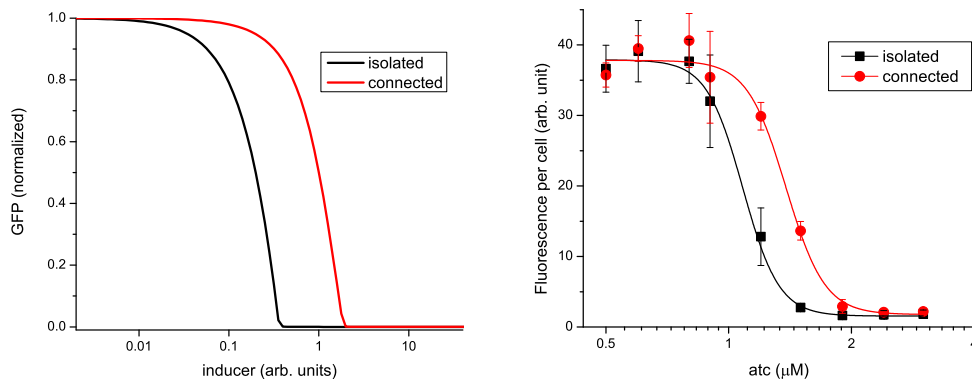 1.0
0.8
0.6
0.4
0.2
0.0
GFP (normalized)
0.01
0.1
1
10
inducer (arb. units)
isolated
connected
40
30
20
10
0
Fluorescence per cell (arb. unit)
0.5
1
2
4
atc (μM)
isolated
connected